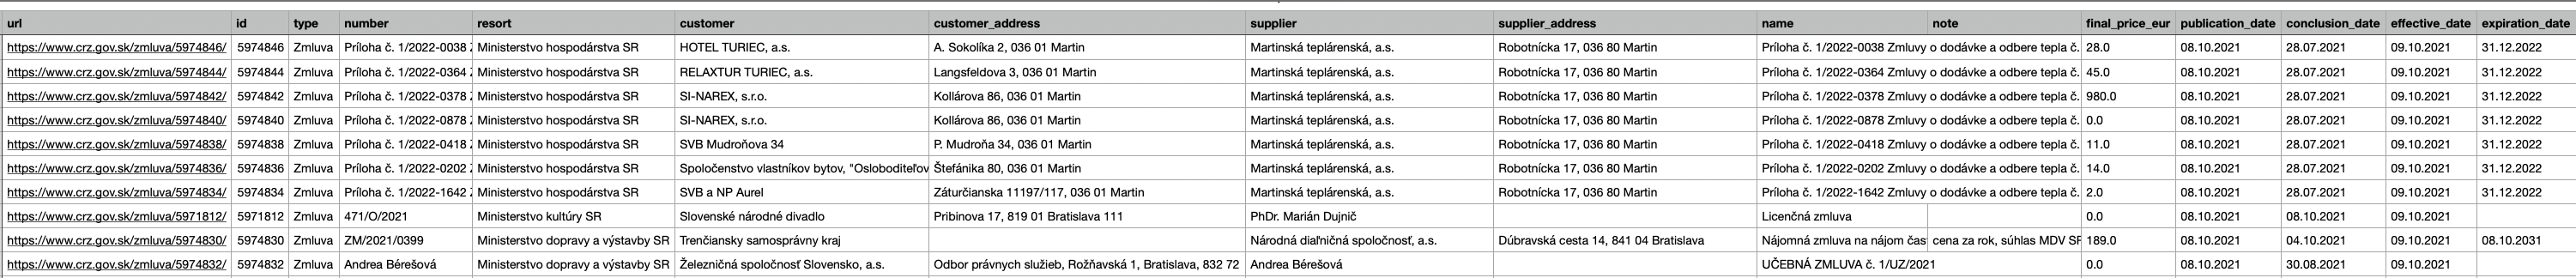 url id type number resort customer customer_address supplier supplier_address name note final_price_eur publication_date conclusion_date effective_date expiration_date
https://www.crz.gov.sk/zmluva/5974846/ 5974846 Zmluva Príloha č. 1/2022-0038 Ministerstvo hospodárstva SR HOTEL TURIEC, a.s. A. Sokolíka 2, 036 01 Martin Martinská teplárenská, a.s. Robotnícka 17, 036 80 Martin Príloha č. 1/2022-0038 Zmluvy o dodávke a odbere tepla č. 28.0 08.10.2021 28.07.2021 09.10.2021 31.12.2022
https://www.crz.gov.sk/zmluva/5974844/ 5974844 Zmluva Príloha č. 1/2022-0364 Ministerstvo hospodárstva SR RELAXTUR TURIEC, a.s. Langsfeldova 3, 036 01 Martin Martinská teplárenská, a.s. Robotnícka 17, 036 80 Martin Príloha č. 1/2022-0364 Zmluvy o dodávke a odbere tepla č. 45.0 08.10.2021 28.07.2021 09.10.2021 31.12.2022
https://www.crz.gov.sk/zmluva/5974842/ 5974842 Zmluva Príloha č. 1/2022-0378 Ministerstvo hospodárstva SR SI-NAREX, s.r.o. Kollárova 86, 036 01 Martin Martinská teplárenská, a.s. Robotnícka 17, 036 80 Martin Príloha č. 1/2022-0378 Zmluvy o dodávke a odbere tepla č. 980.0 08.10.2021 28.07.2021 09.10.2021 31.12.2022
https://www.crz.gov.sk/zmluva/5974840/ 5974840 Zmluva Príloha č. 1/2022-0878 Ministerstvo hospodárstva SR SI-NAREX, s.r.o. Kollárova 86, 036 01 Martin Martinská teplárenská, a.s. Robotnícka 17, 036 80 Martin Príloha č. 1/2022-0878 Zmluvy o dodávke a odbere tepla č. 0.0 08.10.2021 28.07.2021 09.10.2021 31.12.2022
https://www.crz.gov.sk/zmluva/5974838/ 5974838 Zmluva Príloha č. 1/2022-0418 Ministerstvo hospodárstva SR SVB Mudroňova 34 P. Mudroňa 34, 036 01 Martin Martinská teplárenská, a.s. Robotnícka 17, 036 80 Martin Príloha č. 1/2022-0418 Zmluvy o dodávke a odbere tepla č. 11.0 08.10.2021 28.07.2021 09.10.2021 31.12.2022
https://www.crz.gov.sk/zmluva/5974836/ 5974836 Zmluva Príloha č. 1/2022-0202 Ministerstvo hospodárstva SR Spoločenstvo vlastníkov bytov, "Osloboditeľov Štefánika 80, 036 01 Martin Martinská teplárenská, a.s. Robotnícka 17, 036 80 Martin Príloha č. 1/2022-0202 Zmluvy o dodávke a odbere tepla č. 14.0 08.10.2021 28.07.2021 09.10.2021 31.12.2022
https://www.crz.gov.sk/zmluva/5974834/ 5974834 Zmluva Príloha č. 1/2022-1642 Ministerstvo hospodárstva SR SVB a NP Aurel Záturčianska 11197/117, 036 01 Martin Martinská teplárenská, a.s. Robotnícka 17, 036 80 Martin Príloha č. 1/2022-1642 Zmluvy o dodávke a odbere tepla č. 2.0 08.10.2021 28.07.2021 09.10.2021 31.12.2022
https://www.crz.gov.sk/zmluva/5971812/ 5971812 Zmluva 471/O/2021 Ministerstvo kultúry SR Slovenské národné divadlo Pribinova 17, 819 01 Bratislava 111 PhDr. Marián Dujnič Licenčná zmluva 0.0 08.10.2021 08.10.2021 09.10.2021
https://www.crz.gov.sk/zmluva/5974830/ 5974830 Zmluva ZM/2021/0399 Ministerstvo dopravy a výstavby SR Trenčiansky samosprávny kraj Národná diaľničná spoločnosť, a.s. Dúbravská cesta 14, 841 04 Bratislava Nájomná zmluva na nájom čas cena za rok, súhlas MDV SR 189.0 08.10.2021 04.10.2021 09.10.2021 08.10.2031
https://www.crz.gov.sk/zmluva/5974832/ 5974832 Zmluva Andrea Bérešová Ministerstvo dopravy a výstavby SR Železničná spoločnosť Slovensko, a.s. Odbor právnych služieb, Rožňavská 1, Bratislava, 832 72 Andrea Bérešová UČEBNÁ ZMLUVA č. 1/UZ/2021 0.0 08.10.2021 30.08.2021 09.10.2021